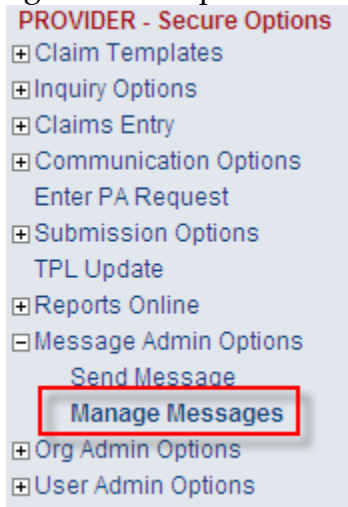 PROVIDER - Secure Options
Claim Templates
Inquiry Options
Claims Entry
Communication Options
Enter PA Request
Submission Options
TPL Update
Reports Online
Message Admin Options
Send Message
Manage Messages
Org Admin Options
User Admin Options